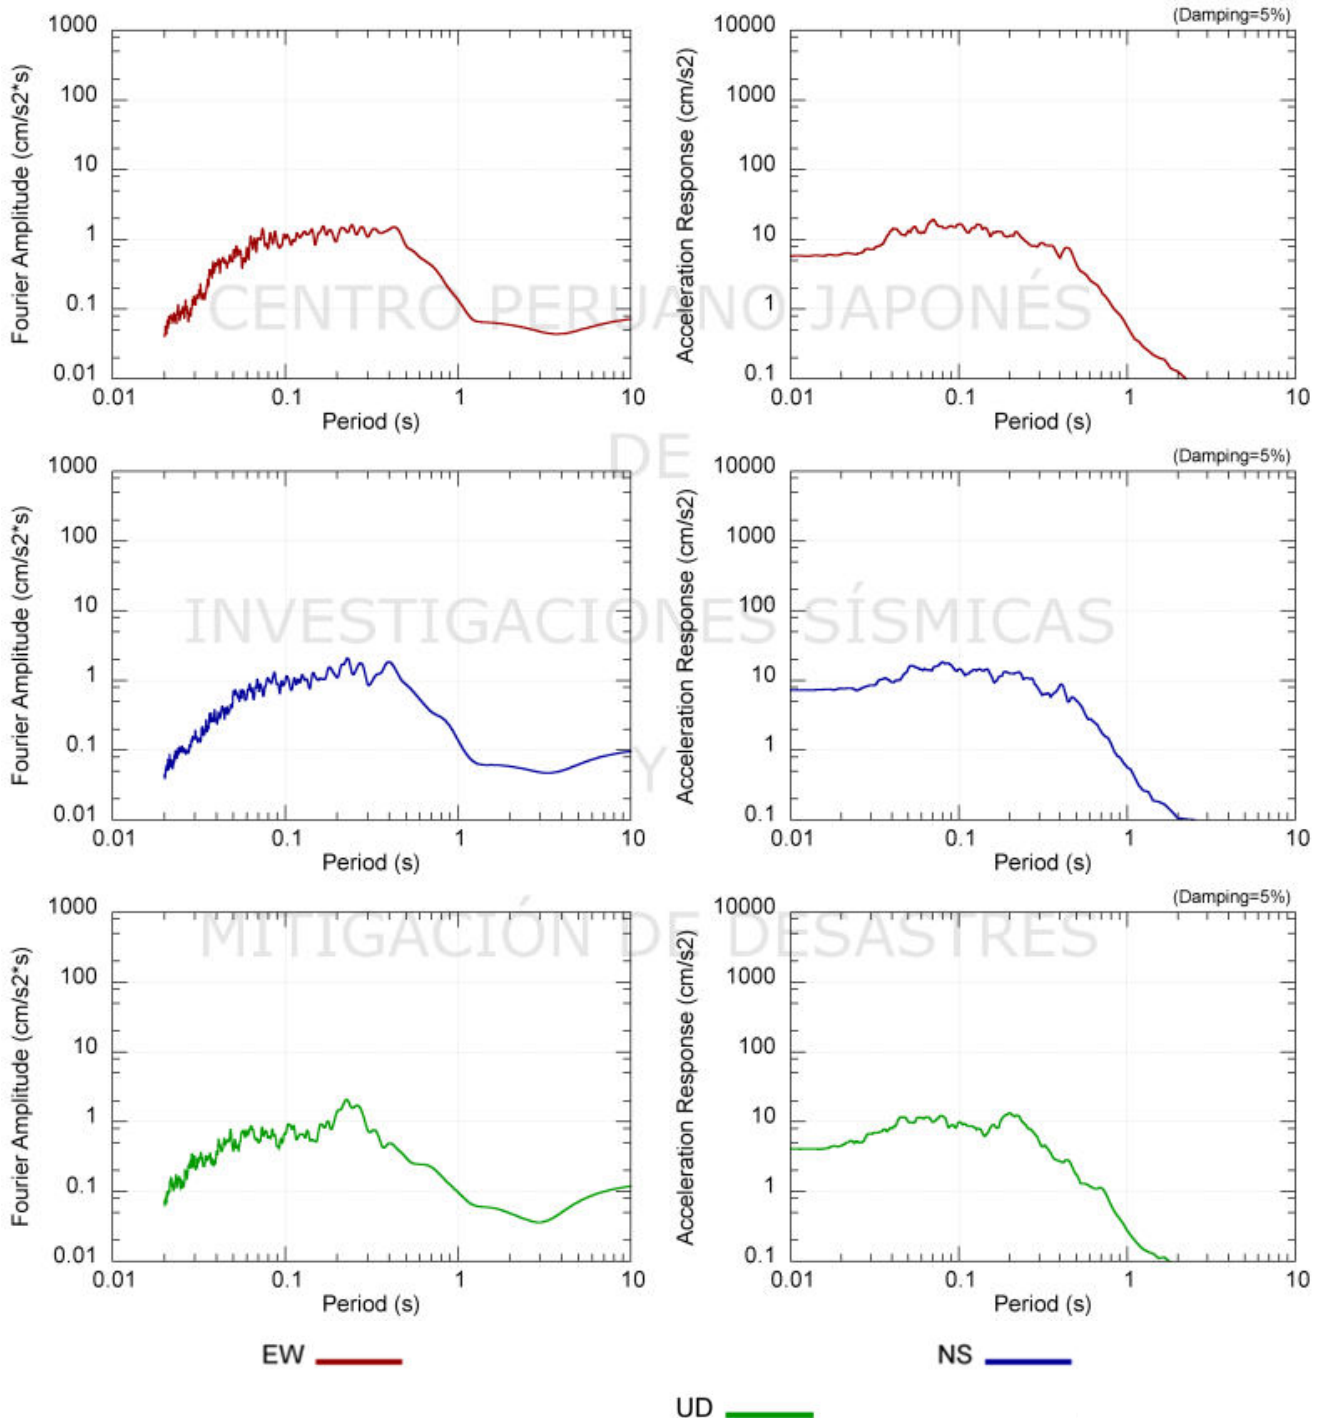 (Damping=5%)
Fourier Amplitude (cm/s2*s)
1000
100
10
1
0.1
0.01
0.01 0.1 1 10
Period (s)
Acceleration Response (cm/s2)
10000
1000
100
10
1
0.1
0.01 0.1 1 10
Period (s)
CENTRO PERUANO JAPONÉS
DE
(Damping=5%)
Fourier Amplitude (cm/s2*s)
1000
100
10
1
0.1
0.01
0.01 0.1 1 10
Period (s)
Acceleration Response (cm/s2)
10000
1000
100
10
1
0.1
0.01 0.1 1 10
Period (s)
INVESTIGACIONES SÍSMICAS
Y
(Damping=5%)
Fourier Amplitude (cm/s2*s)
1000
100
10
1
0.1
0.01
0.01 0.1 1 10
Period (s)
Acceleration Response (cm/s2)
10000
1000
100
10
1
0.1
0.01 0.1 1 10
Period (s)
MITIGACIÓN DE DESASTRES
EW
NS
UD